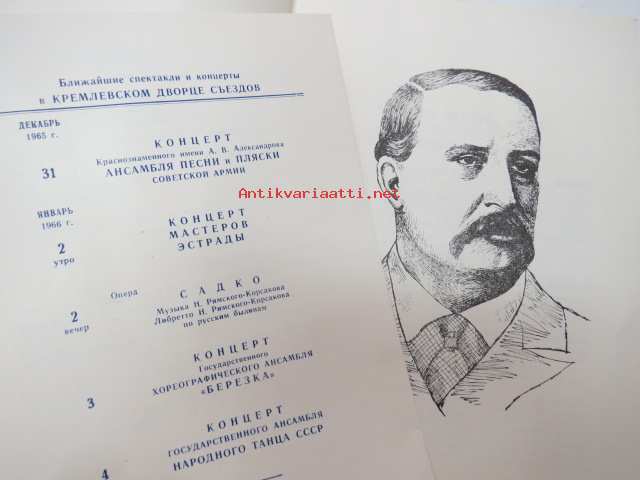 Ближайшие спектакли и концерты
в КРЕМЛЕВСКОМ ДВОРЦЕ СЪЕЗДОВ
ДЕКАБРЬ
1965 г.
31
КОНЦЕРТ
Краснознаменного имени А. В. Александрова
АНСАМБЛЯ ПЕСНИ и ПЛЯСКИ
СОВЕТСКОЙ АРМИИ
ЯНВАРЬ
1966 г.
2
утро
КОНЦЕРТ
МАСТЕРОВ
ЭСТРАДЫ
2
вечер
Опера САДКО
Музыка Н. Римского-Корсакова
Либретто Н. Римского-Корсакова
по русским былинам
3
КОНЦЕРТ
Государственного
ХОРЕОГРАФИЧЕСКОГО АНСАМБЛЯ
«БЕРЕЗКА»
4
КОНЦЕРТ
ГОСУДАРСТВЕННОГО АНСАМБЛЯ
НАРОДНОГО ТАНЦА СССР
Antikvariaatti.net